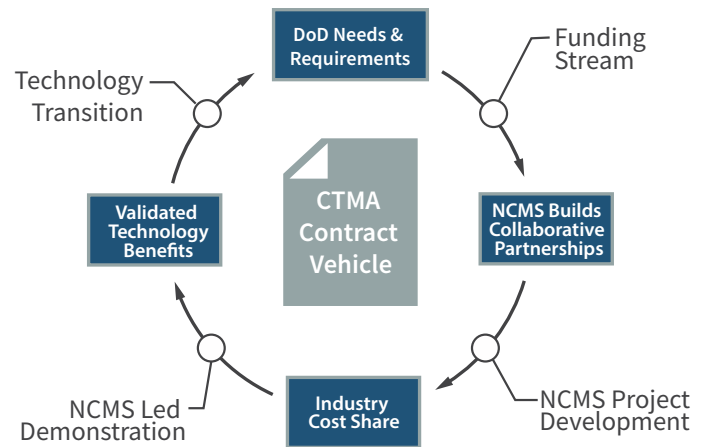 DoD Needs &
Requirements
Funding
Stream
Technology
Transition
CTMA
Contract
Vehicle
Validated
Technology
Benefits
NCMS Builds
Collaborative
Partnerships
Industry
Cost Share
NCMS Led
Demonstration
NCMS Project
Development